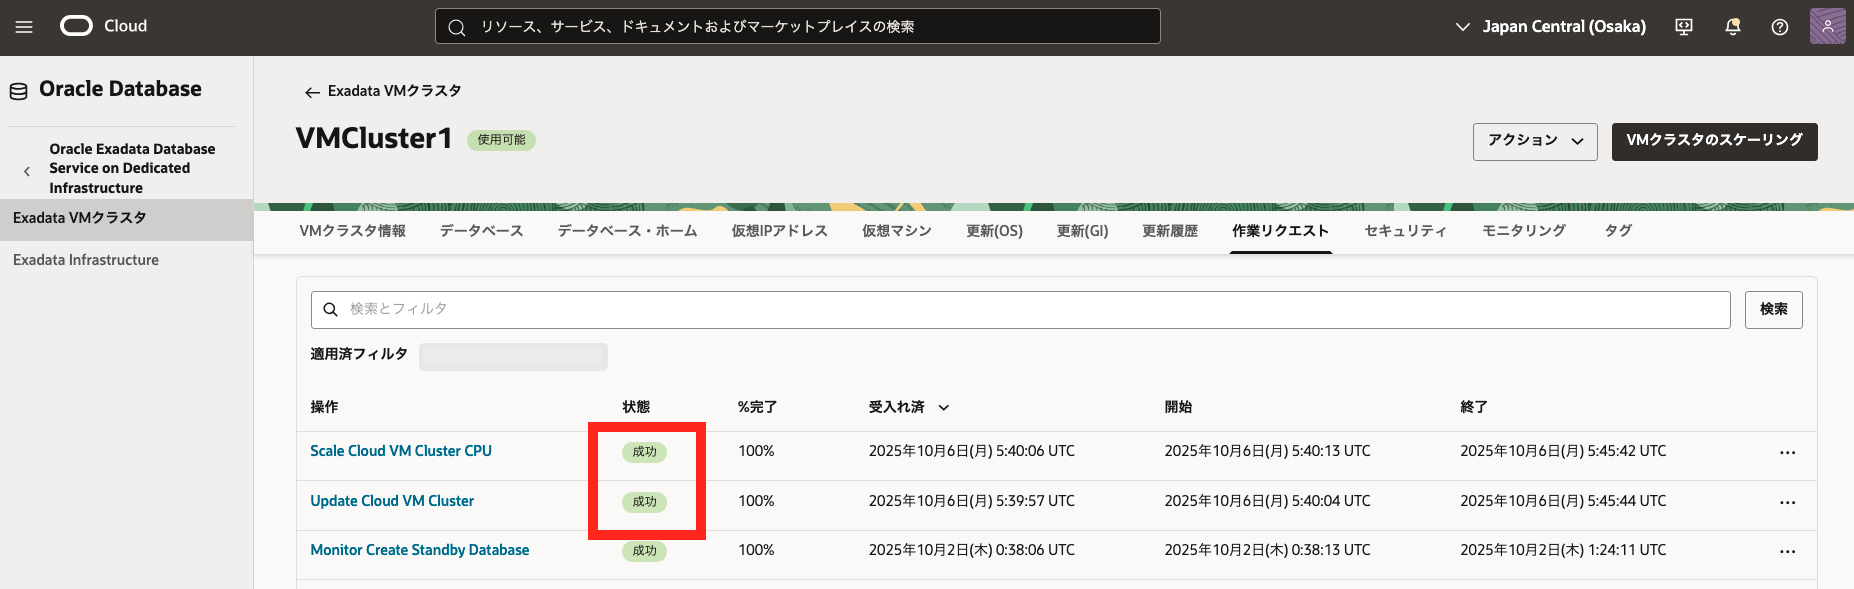 Cloud
リソース、サービス、ドキュメントおよびマーケットプレイスの検索
Japan Central (Osaka)
Oracle Database
Oracle Exadata Database
Service on Dedicated
Infrastructure
Exadata VMクラスタ
Exadata Infrastructure
Exadata VMクラスタ
VMCluster1 使用可能
アクション
VMクラスタのスケーリング
VMクラスタ情報 データベース データベース・ホーム 仮想IPアドレス 仮想マシン 更新(OS) 更新(GI) 更新履歴 作業リクエスト セキュリティ モニタリング タグ
検索とフィルタ
検索
適用済フィルタ
操作 状態 %完了 受入れ済 開始 終了
Scale Cloud VM Cluster CPU 成功 100% 2025年10月6日(月) 5:40:06 UTC 2025年10月6日(月) 5:40:13 UTC 2025年10月6日(月) 5:45:42 UTC
Update Cloud VM Cluster 成功 100% 2025年10月6日(月) 5:39:57 UTC 2025年10月6日(月) 5:40:04 UTC 2025年10月6日(月) 5:45:44 UTC
Monitor Create Standby Database 成功 100% 2025年10月2日(木) 0:38:06 UTC 2025年10月2日(木) 0:38:13 UTC 2025年10月2日(木) 1:24:11 UTC